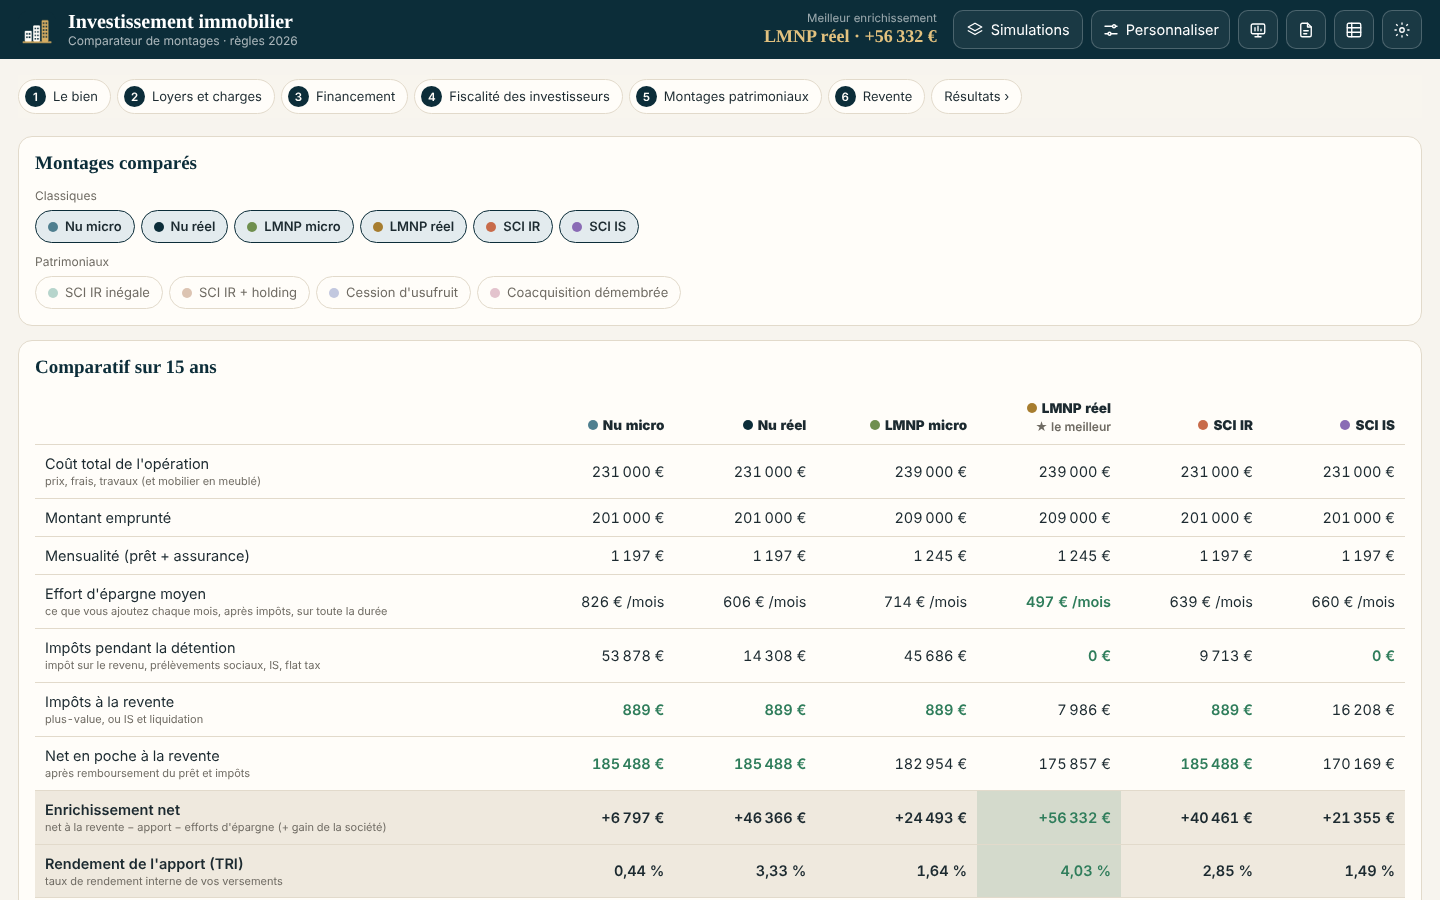 Investissement immobilier
Comparateur de montages · règles 2026
Meilleur enrichissement
LMNP réel · +56 332 €
Simulations
Personnaliser
1 Le bien
2 Loyers et charges
3 Financement
4 Fiscalité des investisseurs
5 Montages patrimoniaux
6 Revente
Résultats ›
Montages comparés
Classiques
Nu micro
Nu réel
LMNP micro
LMNP réel
SCI IR
SCI IS
Patrimoniaux
SCI IR inégale
SCI IR + holding
Cession d'usufruit
Coacquisition démembrée
Comparatif sur 15 ans
Nu micro Nu réel LMNP micro LMNP réel SCI IR SCI IS
★ le meilleur
Coût total de l'opération
prix, frais, travaux (et mobilier en meublé)
231 000 € 231 000 € 239 000 € 239 000 € 231 000 € 231 000 €
Montant emprunté 201 000 € 201 000 € 209 000 € 209 000 € 201 000 € 201 000 €
Mensualité (prêt + assurance) 1 197 € 1 197 € 1 245 € 1 245 € 1 197 € 1 197 €
Effort d'épargne moyen
ce que vous ajoutez chaque mois, après impôts, sur toute la durée
826 € /mois 606 € /mois 714 € /mois 497 € /mois 639 € /mois 660 € /mois
Impôts pendant la détention
impôt sur le revenu, prélèvements sociaux, IS, flat tax
53 878 € 14 308 € 45 686 € 0 € 9 713 € 0 €
Impôts à la revente
plus-value, ou IS et liquidation
889 € 889 € 889 € 7 986 € 889 € 16 208 €
Net en poche à la revente
après remboursement du prêt et impôts
185 488 € 185 488 € 182 954 € 175 857 € 185 488 € 170 169 €
Enrichissement net
net à la revente − apport − efforts d'épargne (+ gain de la société)
+6 797 € +46 366 € +24 493 € +56 332 € +40 461 € +21 355 €
Rendement de l'apport (TRI)
taux de rendement interne de vos versements
0,44 % 3,33 % 1,64 % 4,03 % 2,85 % 1,49 %